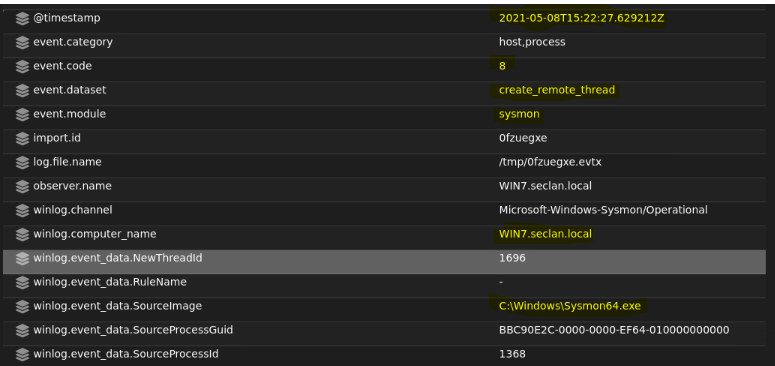 @timestamp 2021-05-08T15:22:27.629212Z
event.category host,process
event.code 8
event.dataset create_remote_thread
event.module sysmon
import.id 0fzuegxe
log.file.name /tmp/0fzuegxe.evtx
observer.name WIN7.seclan.local
winlog.channel Microsoft-Windows-Sysmon/Operational
winlog.computer_name WIN7.seclan.local
winlog.event_data.NewThreadId 1696
winlog.event_data.RuleName -
winlog.event_data.SourceImage C:\Windows\Sysmon64.exe
winlog.event_data.SourceProcessGuid BBC90E2C-0000-0000-EF64-010000000000
winlog.event_data.SourceProcessId 1368